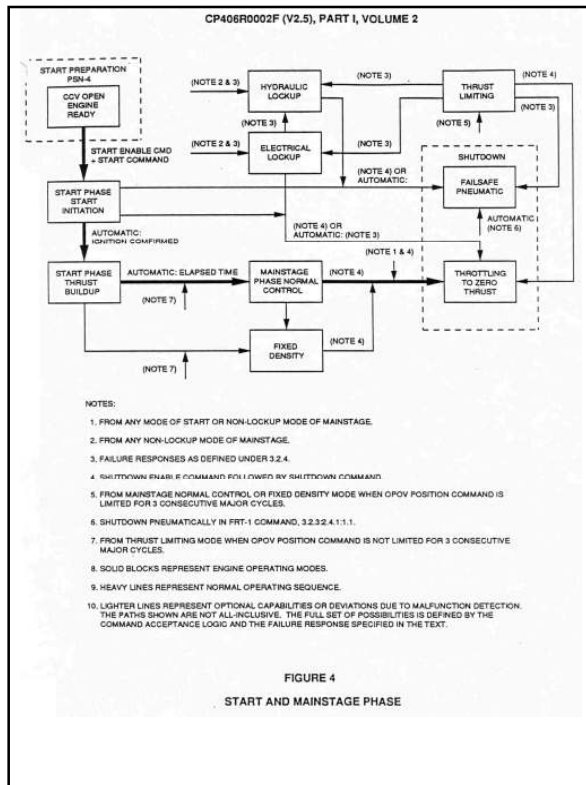 CP406R0002F (V2.5), PART I, VOLUME 2
START PREPARATION
PSN-4
CCV OPEN
ENGINE
READY
START ENABLE CMD
+ START COMMAND
START PHASE
START
INITIATION
AUTOMATIC:
IGNITION CONFIRMED
START PHASE
THRUST
BUILDUP
AUTOMATIC: ELAPSED TIME
(NOTE 7)
(NOTE 7)
(NOTE 2 & 3)
HYDRAULIC
LOCKUP
(NOTE 3)
(NOTE 2 & 3)
ELECTRICAL
LOCKUP
(NOTE 3)
(NOTE 3)
THRUST
LIMITING
(NOTE 4)
(NOTE 3)
(NOTE 5)
(NOTE 4) OR
AUTOMATIC:
(NOTE 4) OR
AUTOMATIC: (NOTE 3)
SHUTDOWN
FAILSAFE
PNEUMATIC
AUTOMATIC
(NOTE 6)
(NOTE 1 & 4)
MAINSTAGE
PHASE NORMAL
CONTROL
(NOTE 4)
THROTTLING
TO ZERO
THRUST
FIXED
DENSITY
(NOTE 4)
NOTES:
1. FROM ANY MODE OF START OR NON-LOCKUP MODE OF MAINSTAGE.
2. FROM ANY NON-LOCKUP MODE OF MAINSTAGE.
3. FAILURE RESPONSES AS DEFINED UNDER 3.2.4.
4. SHUTDOWN ENABLE COMMAND FOLLOWED BY SHUTDOWN COMMAND
5. FROM MAINSTAGE NORMAL CONTROL OR FIXED DENSITY MODE WHEN OPOV POSITION COMMAND IS
LIMITED FOR 3 CONSECUTIVE MAJOR CYCLES.
6. SHUTDOWN PNEUMATICALLY IN FRT-1 COMMAND, 3.2.3:2.4.1:1.1.
7. FROM THRUST LIMITING MODE WHEN OPOV POSITION COMMAND IS NOT LIMITED FOR 3 CONSECUTIVE
MAJOR CYCLES.
8. SOLID BLOCKS REPRESENT ENGINE OPERATING MODES.
9. HEAVY LINES REPRESENT NORMAL OPERATING SEQUENCE.
10. LIGHTER LINES REPRESENT OPTIONAL CAPABILITIES OR DEVIATIONS DUE TO MALFUNCTION DETECTION.
THE PATHS SHOWN ARE NOT ALL-INCLUSIVE. THE FULL SET OF POSSIBILITIES IS DEFINED BY THE
COMMAND ACCEPTANCE LOGIC AND THE FAILURE RESPONSE SPECIFIED IN THE TEXT.
FIGURE 4
START AND MAINSTAGE PHASE